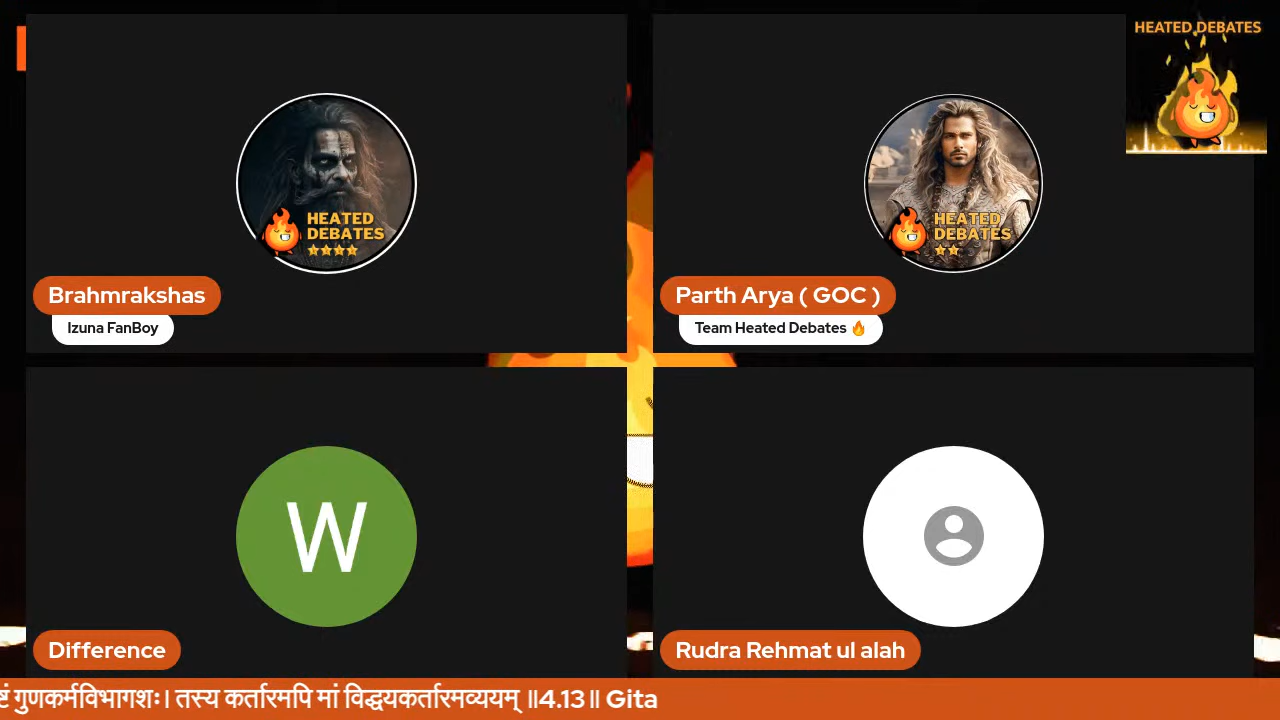 HEATED DEBATES
HEATED
DEBATES
Brahmrakshas
Izuna FanBoy
HEATED
DEBATES
Parth Arya ( GOC )
Team Heated Debates 🔥
W
Difference
Rudra Rehmat ul alah
गुणकर्मविभागशः। तस्य कर्तारमपि मां विद्धयकर्तारमव्ययम् ॥4.13॥ Gita